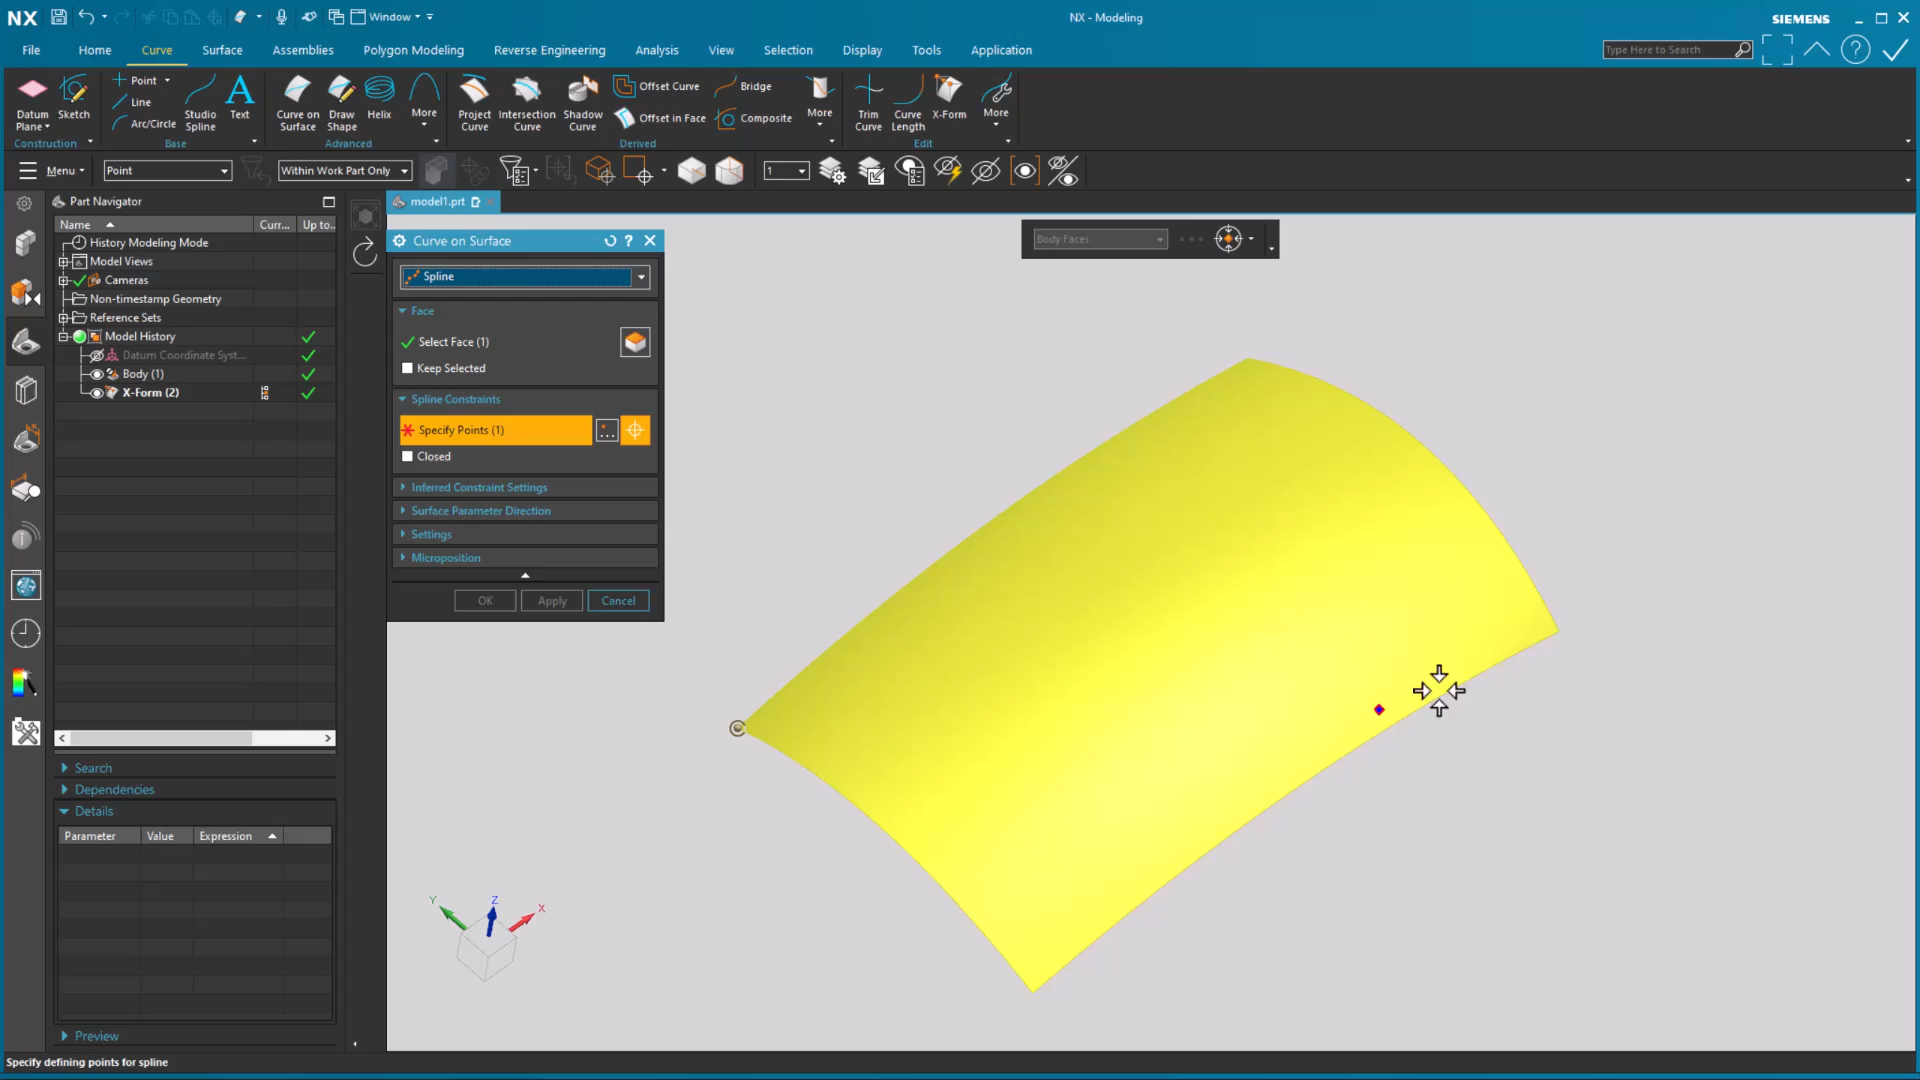 NX
Window
NX - Modeling
SIEMENS
File
Home
Curve
Surface
Assemblies
Polygon Modeling
Reverse Engineering
Analysis
View
Selection
Display
Tools
Application
Type Here to Search
Datum
Plane
Sketch
Construction
Point
Line
Arc/Circle
Studio
Spline
Text
Base
Curve on
Surface
Draw
Shape
Helix
More
Advanced
Project
Curve
Intersection
Curve
Shadow
Curve
Offset Curve
Offset in Face
Bridge
Composite
More
Derived
Trim
Curve
Curve
Length
X-Form
More
Edit
Menu
Point
Within Work Part Only
1
Part Navigator
Name
Curr...
Up to..
History Modeling Mode
Model Views
Cameras
Non-timestamp Geometry
Reference Sets
Model History
Datum Coordinate Syst...
Body (1)
X-Form (2)
Search
Dependencies
Details
Parameter
Value
Expression
Preview
model1.prt
Curve on Surface
Spline
Face
Select Face (1)
Keep Selected
Spline Constraints
Specify Points (1)
Closed
Inferred Constraint Settings
Surface Parameter Direction
Settings
Microposition
OK
Apply
Cancel
Body Faces
Y
Z
X
Specify defining points for spline